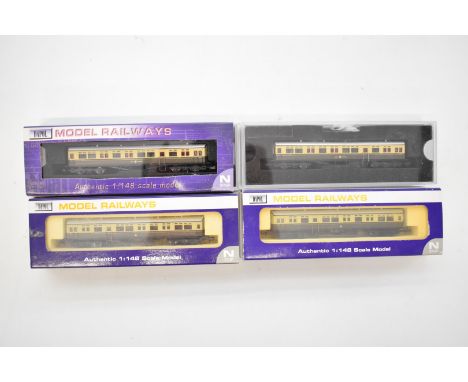 DAPOL MODEL RAILWAYS
Authentic 1:148 scale model
N
DAPOL MODEL RAILWAYS
Authentic 1:148 Scale Model
N
DAPOL MODEL RAILWAYS
Authentic 1:148 Scale Model
N